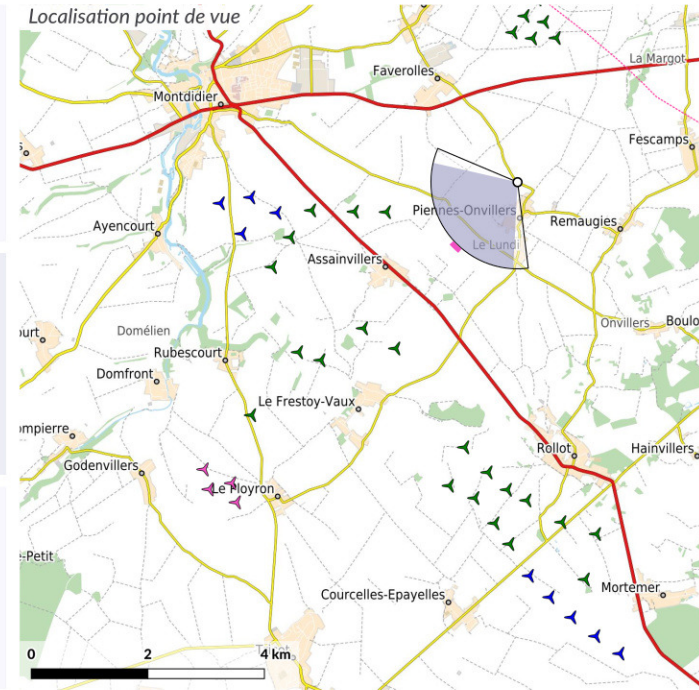 Localisation point de vue
La Margot
Faverolles
Montdidier
Fescamps
Piennes-Onvillers
Ayencourt
Remaugies
Le Lundi
Assainvillers
Onvillers
Boulo
Domélien
ourt
Rubescourt
Domfront
Le Frestoy-Vaux
ompierre
Rollot
Hainvillers
Godenvillers
Le Ployron
-Petit
Mortemer
Courcelles-Epayelles
0 2 4 km